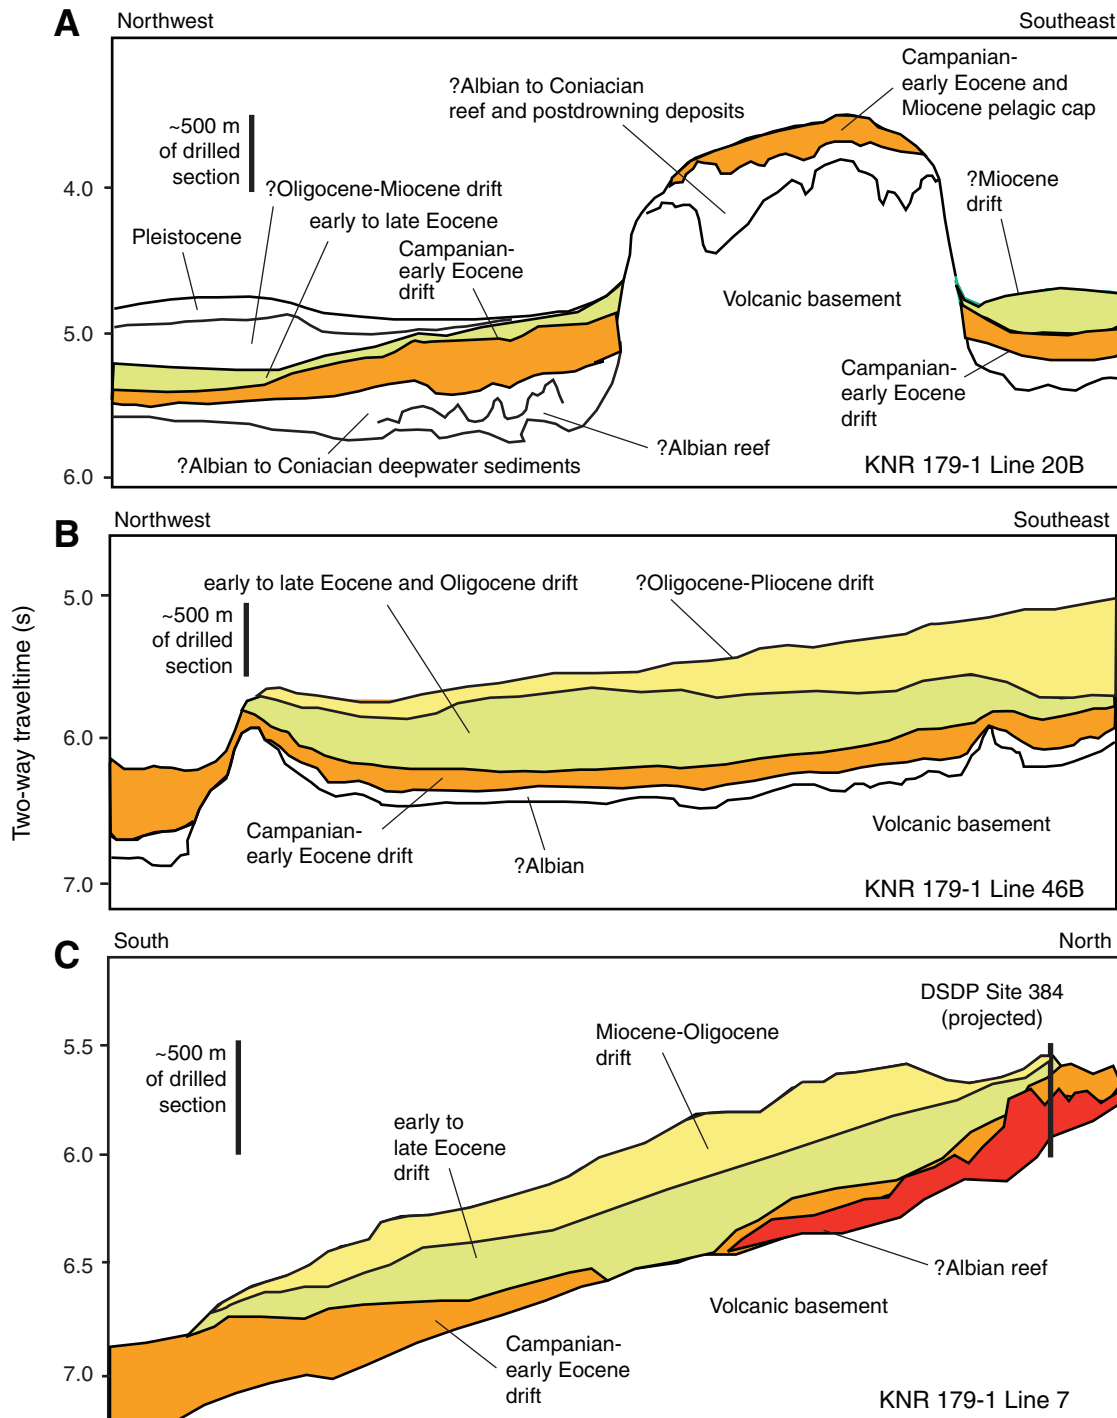 A
Northwest
Southeast
Campanian-
early Eocene and
Miocene pelagic cap
?Albian to Coniacian
reef and postdrowning deposits
~500 m
of drilled
section
4.0
?Oligocene-Miocene drift
?Miocene
drift
early to late Eocene
Pleistocene
Campanian-
early Eocene
drift
Volcanic basement
5.0
Campanian-
early Eocene
drift
?Albian reef
?Albian to Coniacian deepwater sediments
6.0
KNR 179-1 Line 20B
B
Northwest
Southeast
early to late Eocene and Oligocene drift
?Oligocene-Pliocene drift
5.0
~500 m
of drilled
section
6.0
Two-way traveltime (s)
Campanian-
early Eocene drift
?Albian
Volcanic basement
7.0
KNR 179-1 Line 46B
C
South
North
DSDP Site 384
(projected)
Miocene-Oligocene
drift
5.5
~500 m
of drilled
section
early to
late Eocene
drift
6.0
6.5
?Albian reef
Volcanic basement
Campanian-
early Eocene
drift
7.0
KNR 179-1 Line 7